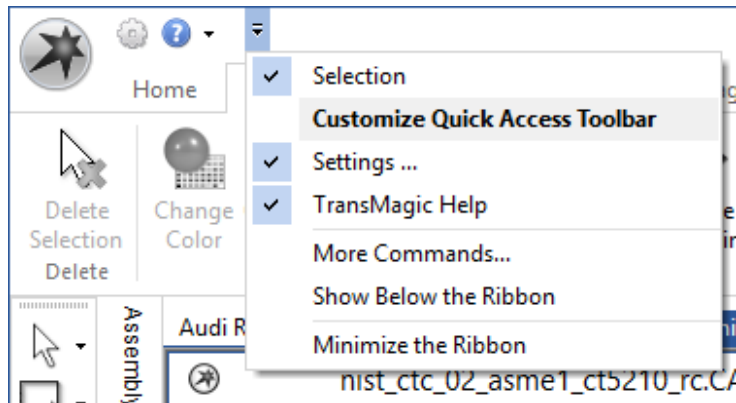 Home
Selection
Customize Quick Access Toolbar
Settings ...
TransMagic Help
More Commands...
Show Below the Ribbon
Minimize the Ribbon
Delete
Selection
Delete
Change
Color
Assembly
Audi R
nist_ctc_02_asme1_ct5210_rc.CA